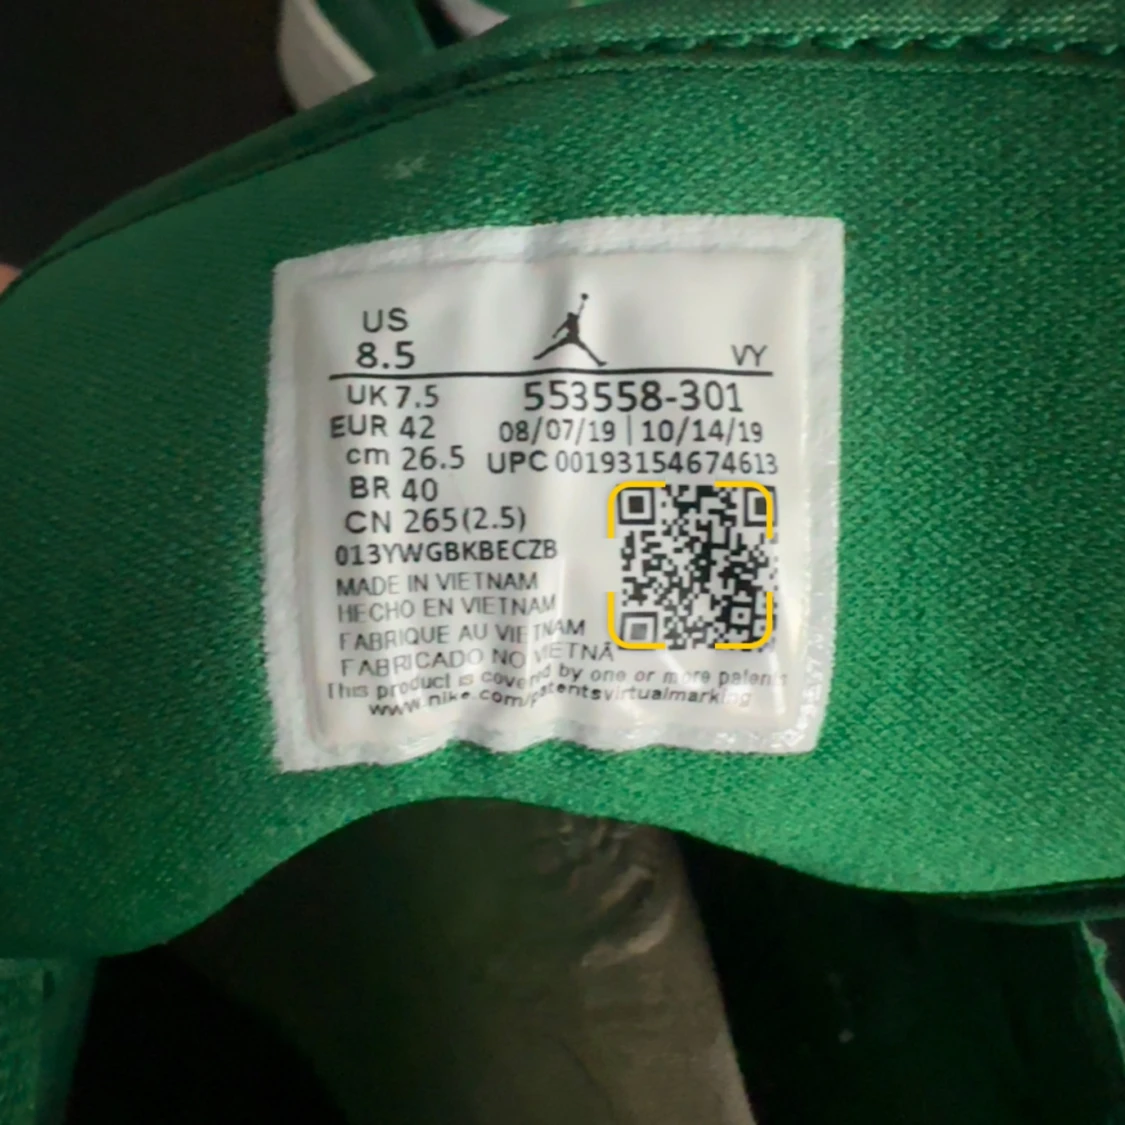 US
8.5
VY
UK 7.5
553558-301
EUR 42
08/07/19 | 10/14/19
cm 26.5
UPC 00193154674613
BR 40
CN 265(2.5)
013YWGBKBECZB
MADE IN VIETNAM
HECHO EN VIETNAM
FABRIQUE AU VIETNAM
FABRICADO NO VIETNÃ
This product is covered by one or more patents
www.nike.com/patentsvirtualmarking